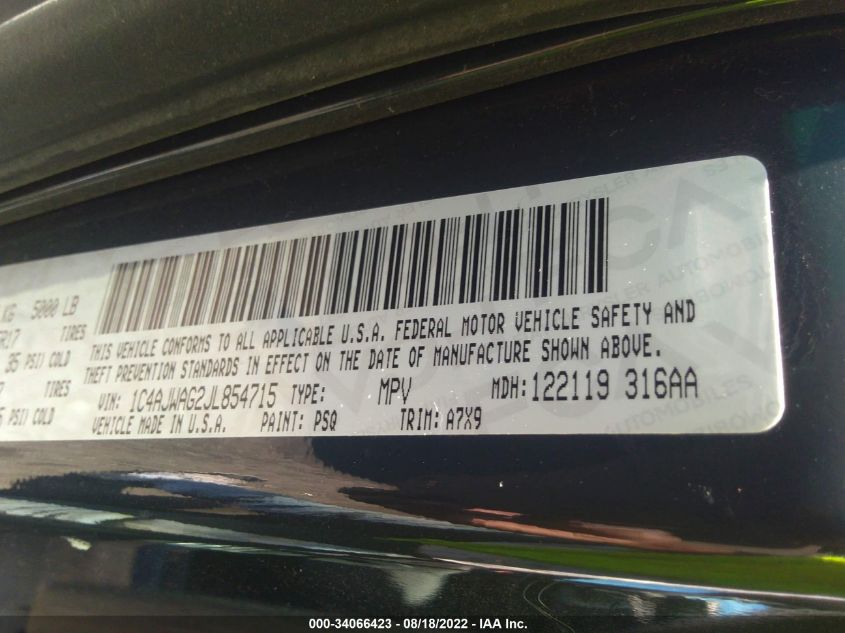 KG 5000 LB
5R17 TIRES
35 PSI) COLD
TIRES
PSI) COLD
THIS VEHICLE CONFORMS TO ALL APPLICABLE U.S.A. FEDERAL MOTOR VEHICLE SAFETY AND
THEFT PREVENTION STANDARDS IN EFFECT ON THE DATE OF MANUFACTURE SHOWN ABOVE.
VIN: 1C4AJWAG2JL854715 TYPE: MPV MDH: 122119 316AA
VEHICLE MADE IN U.S.A. PAINT: PSQ TRIM: A7X9
000-34066423 - 08/18/2022 - IAA Inc.